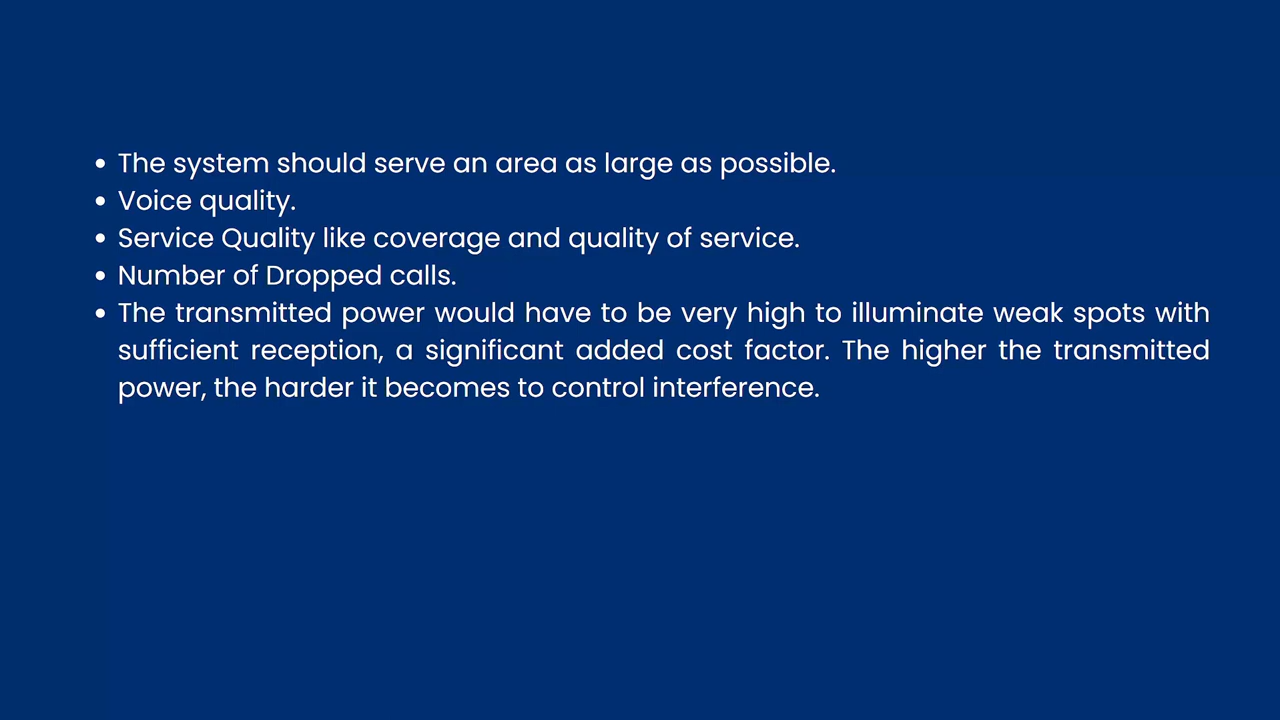 • The system should serve an area as large as possible.
• Voice quality.
• Service Quality like coverage and quality of service.
• Number of Dropped calls.
• The transmitted power would have to be very high to illuminate weak spots with
sufficient reception, a significant added cost factor. The higher the transmitted
power, the harder it becomes to control interference.